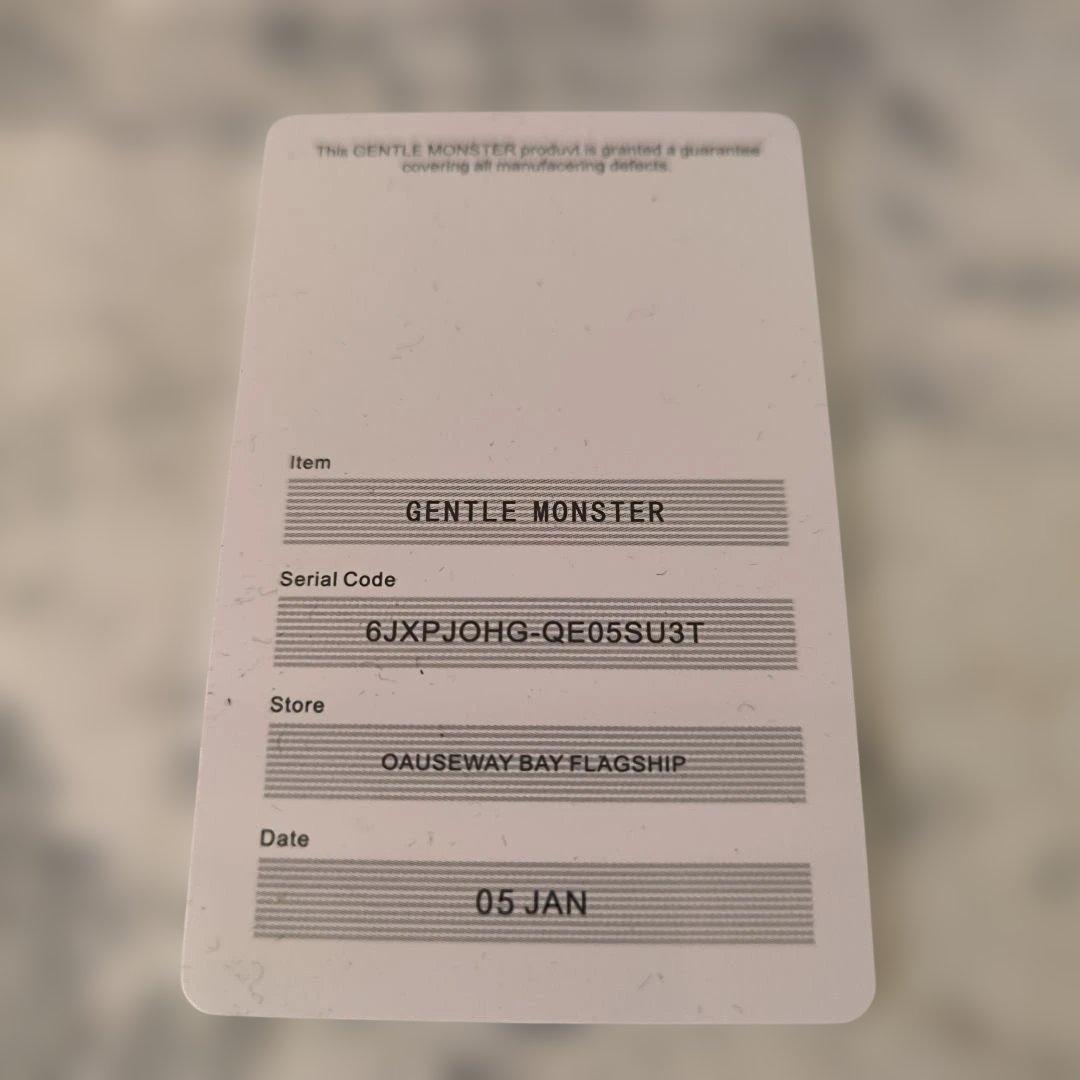 This GENTLE MONSTER produvt is granted a guarantee
covering all manufacering defects.
Item
GENTLE MONSTER
Serial Code
6JXPJOHG-QE05SU3T
Store
OAUSEWAY BAY FLAGSHIP
Date
05 JAN